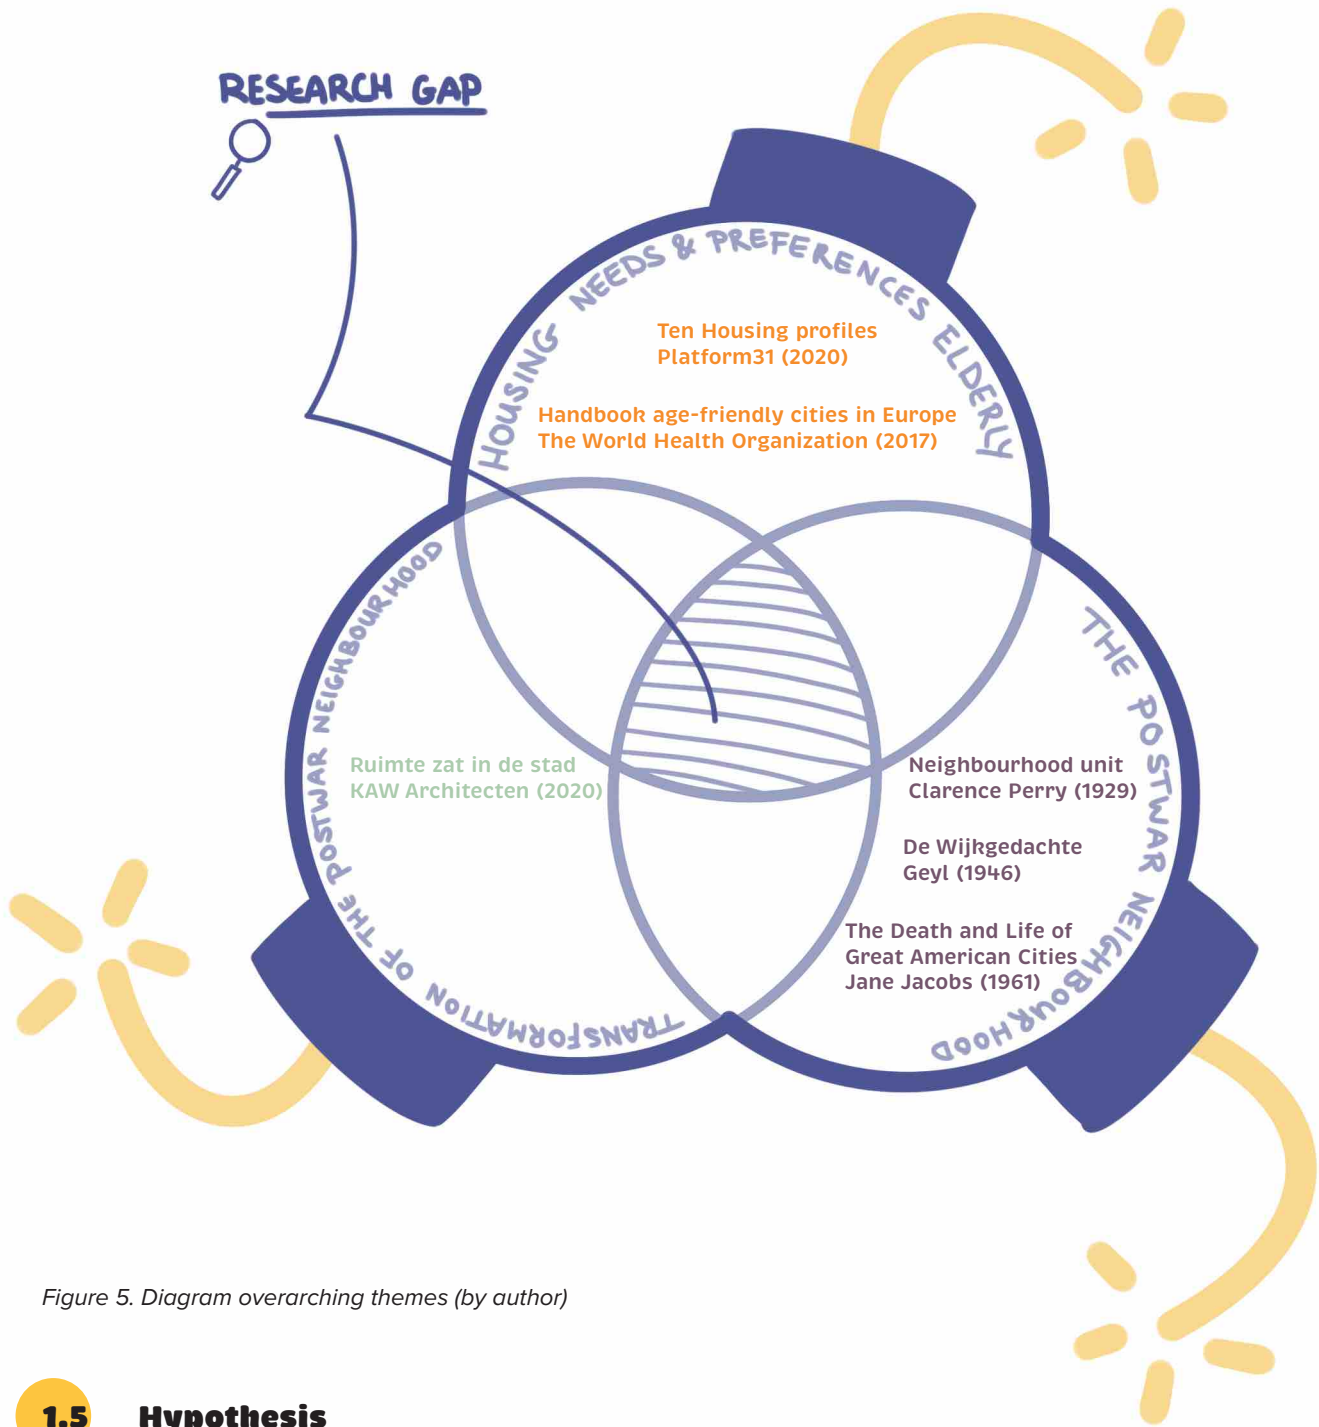 RESEARCH GAP
HOUSING NEEDS & PREFERENCES ELDERLY
Ten Housing profiles
Platform31 (2020)
Handbook age-friendly cities in Europe
The World Health Organization (2017)
TRANSFORMATION OF THE POSTWAR NEIGHBOURHOOD
Ruimte zat in de stad
KAW Architecten (2020)
THE POSTWAR NEIGHBOURHOOD
Neighbourhood unit
Clarence Perry (1929)
De Wijkgedachte
Geyl (1946)
The Death and Life of
Great American Cities
Jane Jacobs (1961)
Figure 5. Diagram overarching themes (by author)
1.5 Hypothesis